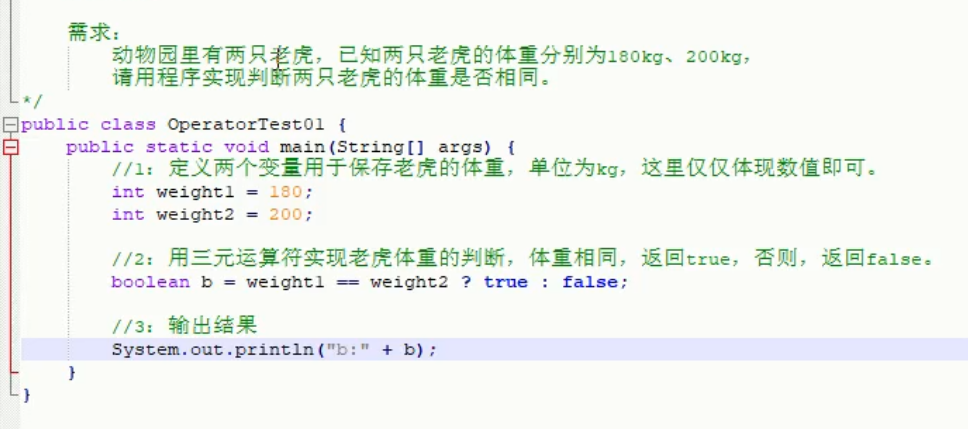 需求：
动物园里有两只老虎，已知两只老虎的体重分别为180kg、200kg，
请用程序实现判断两只老虎的体重是否相同。
*/
public class OperatorTest01 {
public static void main(String[] args) {
//1：定义两个变量用于保存老虎的体重，单位为kg，这里仅仅体现数值即可。
int weight1 = 180;
int weight2 = 200;
//2：用三元运算符实现老虎体重的判断，体重相同，返回true，否则，返回false。
boolean b = weight1 == weight2 ? true : false;
//3：输出结果
System.out.println("b:" + b);
}
}